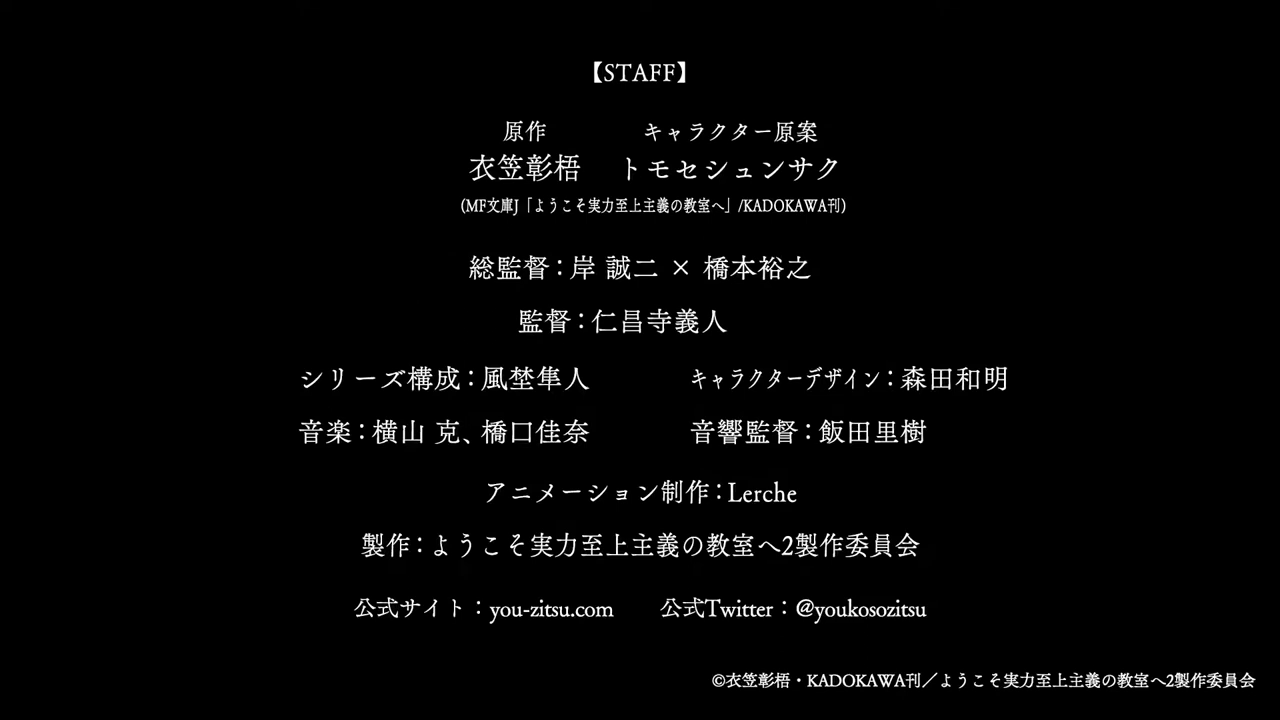 【STAFF】
原作 キャラクター原案
衣笠彰梧 トモセシュンサク
(MF文庫J「ようこそ実力至上主義の教室へ」/KADOKAWA刊)
総監督：岸 誠二 × 橋本裕之
監督：仁昌寺義人
シリーズ構成：風埜隼人 キャラクターデザイン：森田和明
音楽：横山 克、橋口佳奈 音響監督：飯田里樹
アニメーション制作：Lerche
製作：ようこそ実力至上主義の教室へ2製作委員会
公式サイト：you-zitsu.com 公式Twitter：@youkosozitsu
©衣笠彰梧・KADOKAWA刊／ようこそ実力至上主義の教室へ2製作委員会